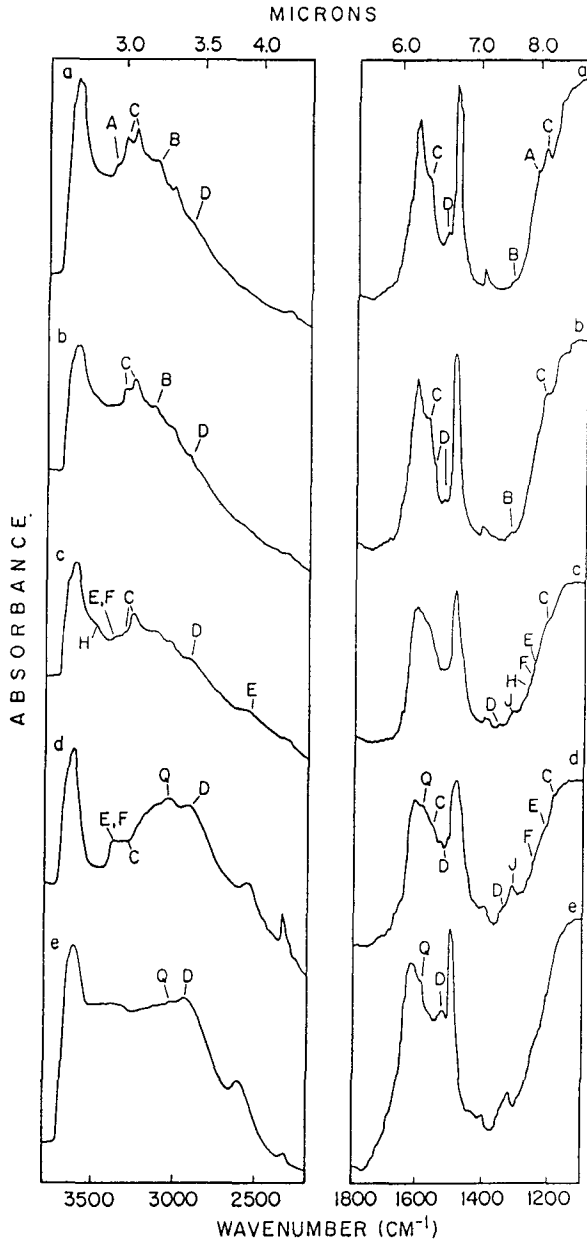 MICRONS
3.0 3.5 4.0 6.0 7.0 8.0
a a
A C B D C D B A C
b b
C B D C D B C
c c
E,F C H D E D J H F E C
d d
E,F C Q D Q C D D J F E C
e e
Q D Q D
ABSORBANCE.
3500 3000 2500 1800 1600 1400 1200
WAVENUMBER (CM⁻¹)